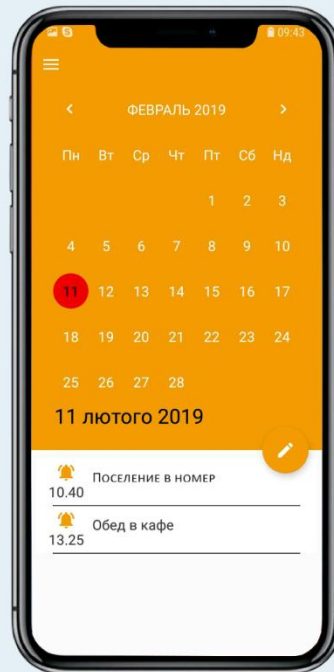 09:43
ФЕВРАЛЬ 2019
Пн Вт Ср Чт Пт Сб Нд
1 2 3
4 5 6 7 8 9 10
11 12 13 14 15 16 17
18 19 20 21 22 23 24
25 26 27 28
11 лютого 2019
Поселение в номер
10.40
Обед в кафе
13.25